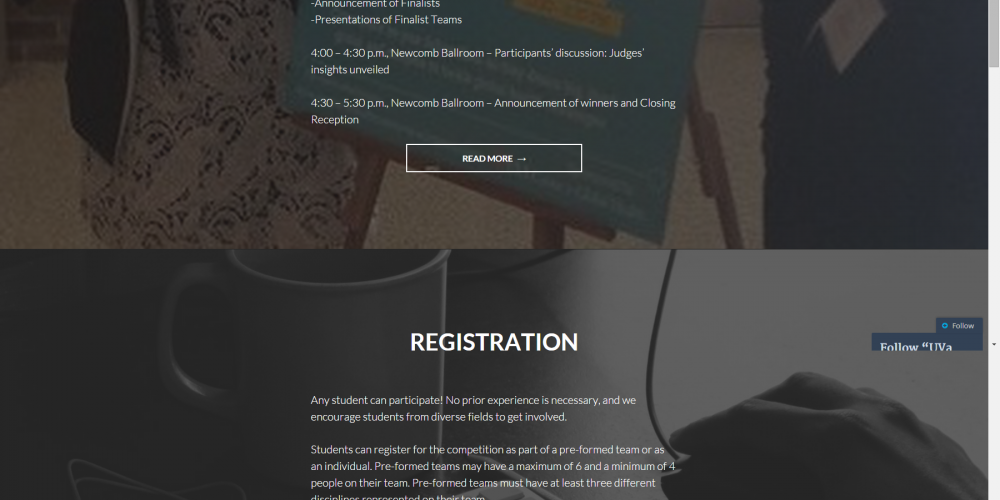 -Announcement of Finalists
-Presentations of Finalist Teams
4:00 – 4:30 p.m., Newcomb Ballroom – Participants’ discussion: Judges’
insights unveiled
4:30 – 5:30 p.m., Newcomb Ballroom – Announcement of winners and Closing
Reception
READ MORE →
REGISTRATION
Follow
Follow “UVa
Any student can participate! No prior experience is necessary, and we
encourage students from diverse fields to get involved.
Students can register for the competition as part of a pre-formed team or as
an individual. Pre-formed teams may have a maximum of 6 and a minimum of 4
people on their team. Pre-formed teams must have at least three different
disciplines represented on their team.